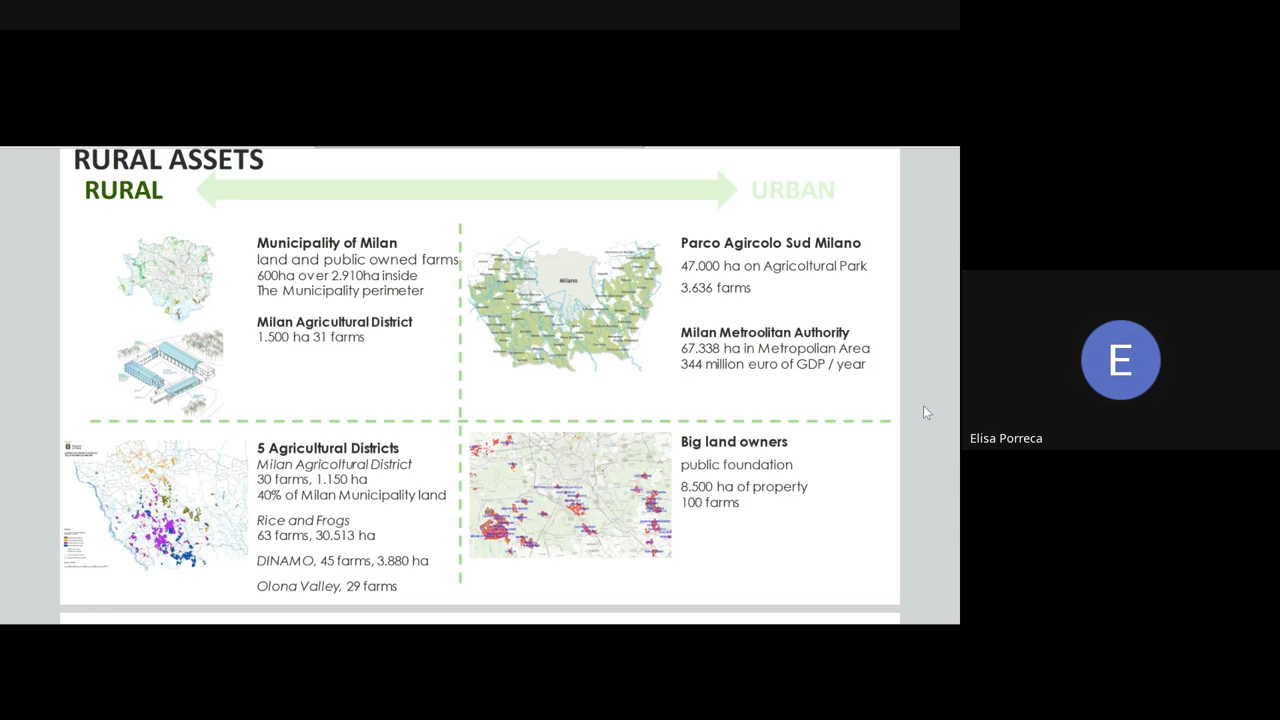 RURAL ASSETS
RURAL
URBAN
Municipality of Milan
land and public owned farms
600ha over 2.910ha inside
The Municipality perimeter
Milan Agricultural District
1.500 ha 31 farms
Milano
Parco Agircolo Sud Milano
47.000 ha on Agricoltural Park
3.636 farms
Milan Metroolitan Authority
67.338 ha in Metropolian Area
344 million euro of GDP / year
5 Agricultural Districts
Milan Agricoltural District
30 farms, 1.150 ha
40% of Milan Municipality land
Rice and Frogs
63 farms, 30.513 ha
DINAMO, 45 farms, 3.880 ha
Olona Valley, 29 farms
Big land owners
public foundation
8.500 ha of property
100 farms
E
Elisa Porreca